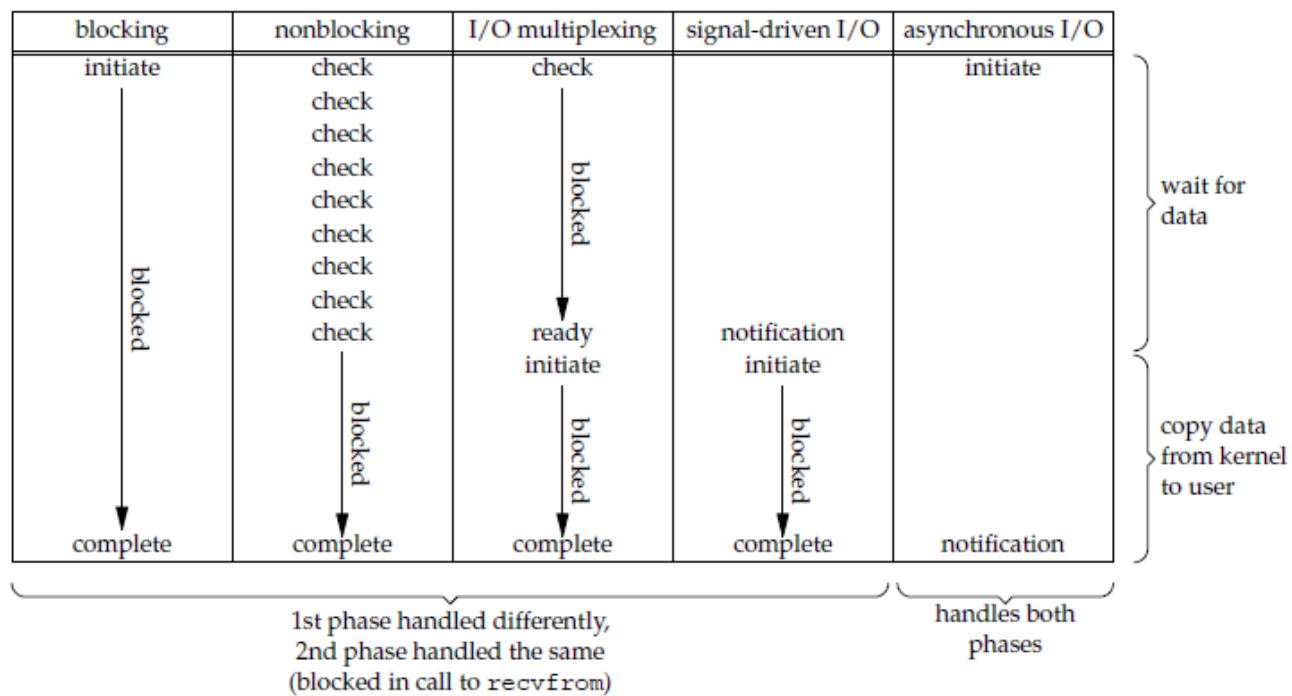 blocking nonblocking I/O multiplexing signal-driven I/O asynchronous I/O
initiate check check initiate
check
check
check
check
check
check
check
check ready notification
initiate initiate
blocked
blocked
blocked
blocked
blocked
complete complete complete complete notification
wait for
data
copy data
from kernel
to user
1st phase handled differently,
2nd phase handled the same
(blocked in call to recvfrom)
handles both
phases